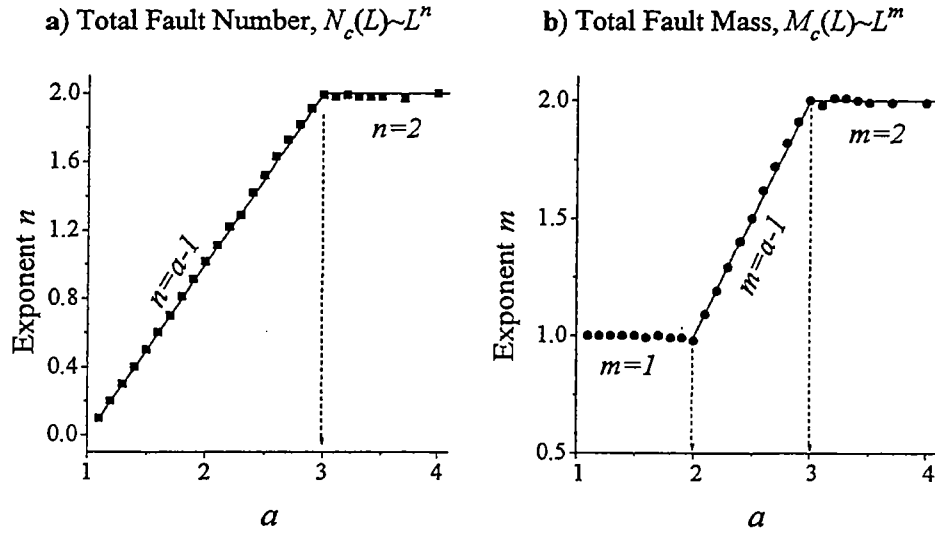 a) Total Fault Number, N_c(L)~L^n
2.0
1.6
1.2
0.8
0.4
0.0
Exponent n
n=a-1
n=2
1 2 3 4
a
b) Total Fault Mass, M_c(L)~L^m
2.0
1.5
1.0
0.5
Exponent m
m=1
m=a-1
m=2
1 2 3 4
a